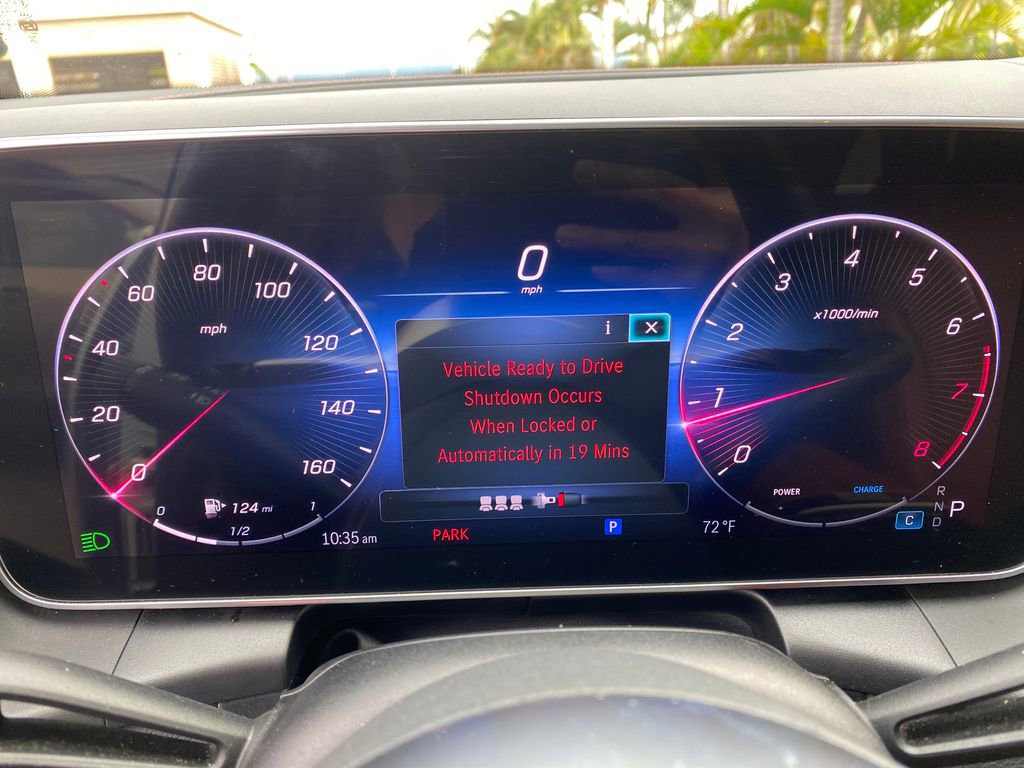 0
mph
80
60
100
mph
40
120
20
140
0
160
124 mi
0
1
1/2
10:35 am
i X
Vehicle Ready to Drive
Shutdown Occurs
When Locked or
Automatically in 19 Mins
PARK
P
72°F
4
3
5
x1000/min
2
6
1
7
0
8
POWER
CHARGE
C
R
N
D
P